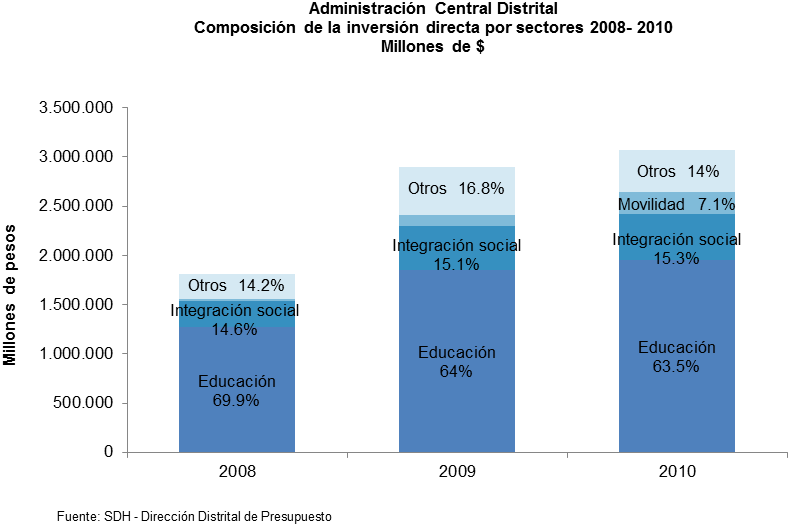 Administración Central Distrital
Composición de la inversión directa por sectores 2008- 2010
Millones de $
Millones de pesos
3.500.000
3.000.000
2.500.000
2.000.000
1.500.000
1.000.000
500.000
0
Otros 14.2%
Integración social
14.6%
Educación
69.9%
Otros 16.8%
Integración social
15.1%
Educación
64%
Otros 14%
Movilidad 7.1%
Integración social
15.3%
Educación
63.5%
2008
2009
2010
Fuente: SDH - Dirección Distrital de Presupuesto